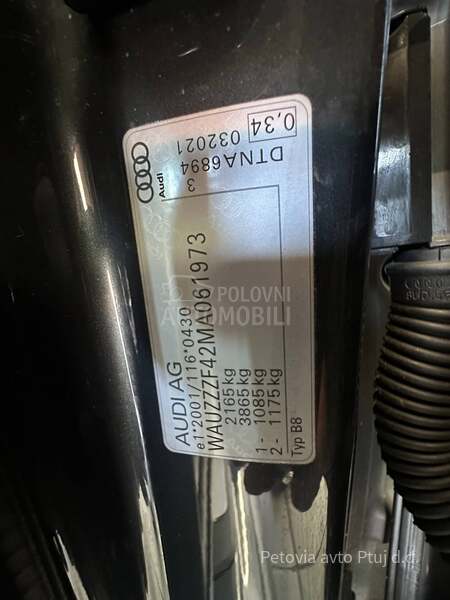 AUDI AG
e1*2001/116*0430
WAUZZZF42MA061973
2165kg
3865kg
1- 1085kg
2- 1175kg
Typ B8
Audi
DTNA6894
3
032021
0,34
POLOVNI
AUTOMOBILI
Petovia avto Ptuj d.d.